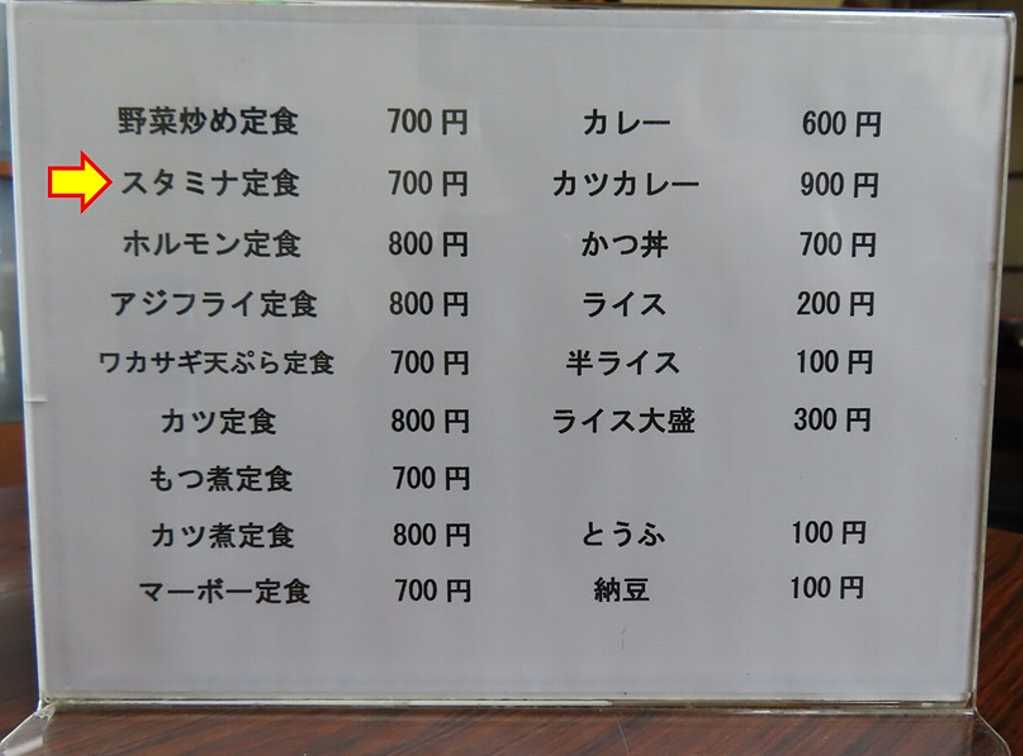 野菜炒め定食 700円 カレー 600円
スタミナ定食 700円 カツカレー 900円
ホルモン定食 800円 かつ丼 700円
アジフライ定食 800円 ライス 200円
ワカサギ天ぷら定食 700円 半ライス 100円
カツ定食 800円 ライス大盛 300円
もつ煮定食 700円
カツ煮定食 800円 とうふ 100円
マーボー定食 700円 納豆 100円